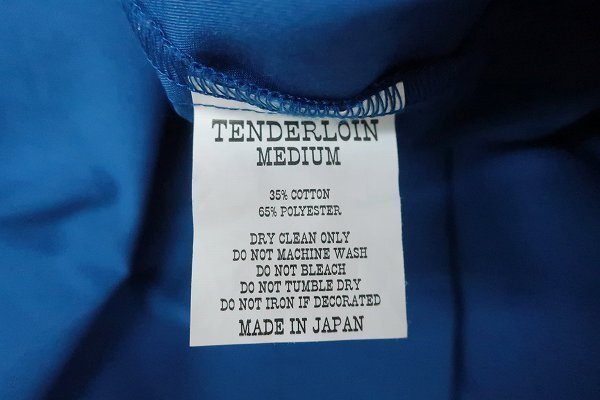 TENDERLOIN
MEDIUM
35% COTTON
65% POLYESTER
DRY CLEAN ONLY
DO NOT MACHINE WASH
DO NOT BLEACH
DO NOT TUMBLE DRY
DO NOT IRON IF DECORATED
MADE IN JAPAN